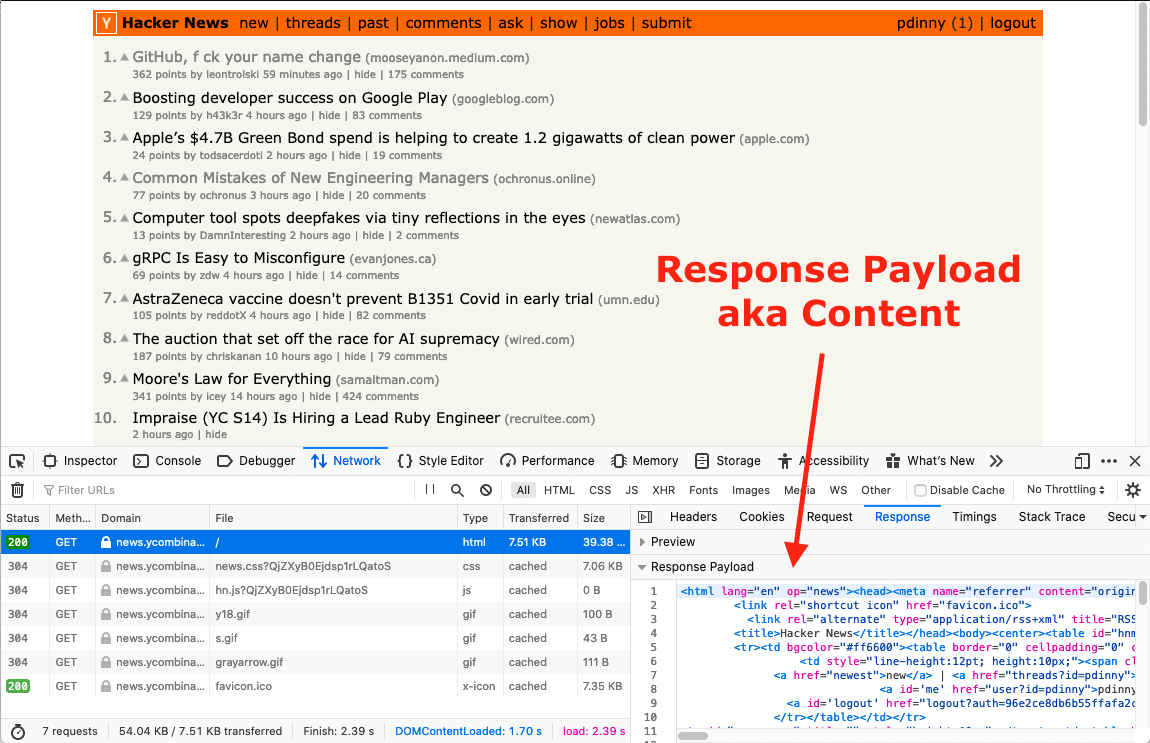 Y Hacker News new | threads | past | comments | ask | show | jobs | submit pdinny (1) | logout
1. GitHub, f ck your name change (mooseyanon.medium.com)
362 points by leontrolski 59 minutes ago | hide | 175 comments
2. Boosting developer success on Google Play (googleblog.com)
129 points by h43k3r 4 hours ago | hide | 83 comments
3. Apple’s $4.7B Green Bond spend is helping to create 1.2 gigawatts of clean power (apple.com)
24 points by todsacerdoti 2 hours ago | hide | 19 comments
4. Common Mistakes of New Engineering Managers (ochronus.online)
77 points by ochronus 3 hours ago | hide | 20 comments
5. Computer tool spots deepfakes via tiny reflections in the eyes (newatlas.com)
13 points by DamnInteresting 2 hours ago | hide | 2 comments
6. gRPC Is Easy to Misconfigure (evanjones.ca)
69 points by zdw 4 hours ago | hide | 14 comments
7. AstraZeneca vaccine doesn't prevent B1351 Covid in early trial (umn.edu)
105 points by reddotX 4 hours ago | hide | 82 comments
8. The auction that set off the race for AI supremacy (wired.com)
187 points by chriskanan 10 hours ago | hide | 79 comments
9. Moore's Law for Everything (samaltman.com)
341 points by icey 14 hours ago | hide | 424 comments
10. Impraise (YC S14) Is Hiring a Lead Ruby Engineer (recruitee.com)
2 hours ago | hide
Response Payload
aka Content
Inspector Console Debugger Network Style Editor Performance Memory Storage Accessibility What's New
Filter URLs All HTML CSS JS XHR Fonts Images Media WS Other Disable Cache No Throttling
Status Meth... Domain File Type Transferred Size
200 GET news.ycombina... / html 7.51 KB 39.38 ...
304 GET news.ycombina... news.css?QjZXyB0Ejdsp1rLQatoS css cached 7.06 KB
304 GET news.ycombina... hn.js?QjZXyB0Ejdsp1rLQatoS js cached 0 B
304 GET news.ycombina... y18.gif gif cached 100 B
304 GET news.ycombina... s.gif gif cached 43 B
304 GET news.ycombina... grayarrow.gif gif cached 111 B
200 GET news.ycombina... favicon.ico x-icon cached 7.35 KB
7 requests 54.04 KB / 7.51 KB transferred Finish: 2.39 s DOMContentLoaded: 1.70 s load: 2.39 s
Headers Cookies Request Response Timings Stack Trace Secu
Preview
Response Payload
1 <html lang="en" op="news"><head><meta name="referrer" content="origin
2 <link rel="shortcut icon" href="favicon.ico">
3 <link rel="alternate" type="application/rss+xml" title="RSS
4 <title>Hacker News</title></head><body><center><table id="hnm
5 <tr><td bgcolor="#ff6600"><table border="0" cellpadding="0" c
6 <td style="line-height:12pt; height:10px;"><span cl
7 <a href="newest">new</a> | <a href="threads?id=pdinny">
8 <a id='me' href="user?id=pdinny">pdinny
9 <a id='logout' href="logout?auth=96e2ce8db6b55ffafa2c
10 </tr></table></td></tr>
11
12